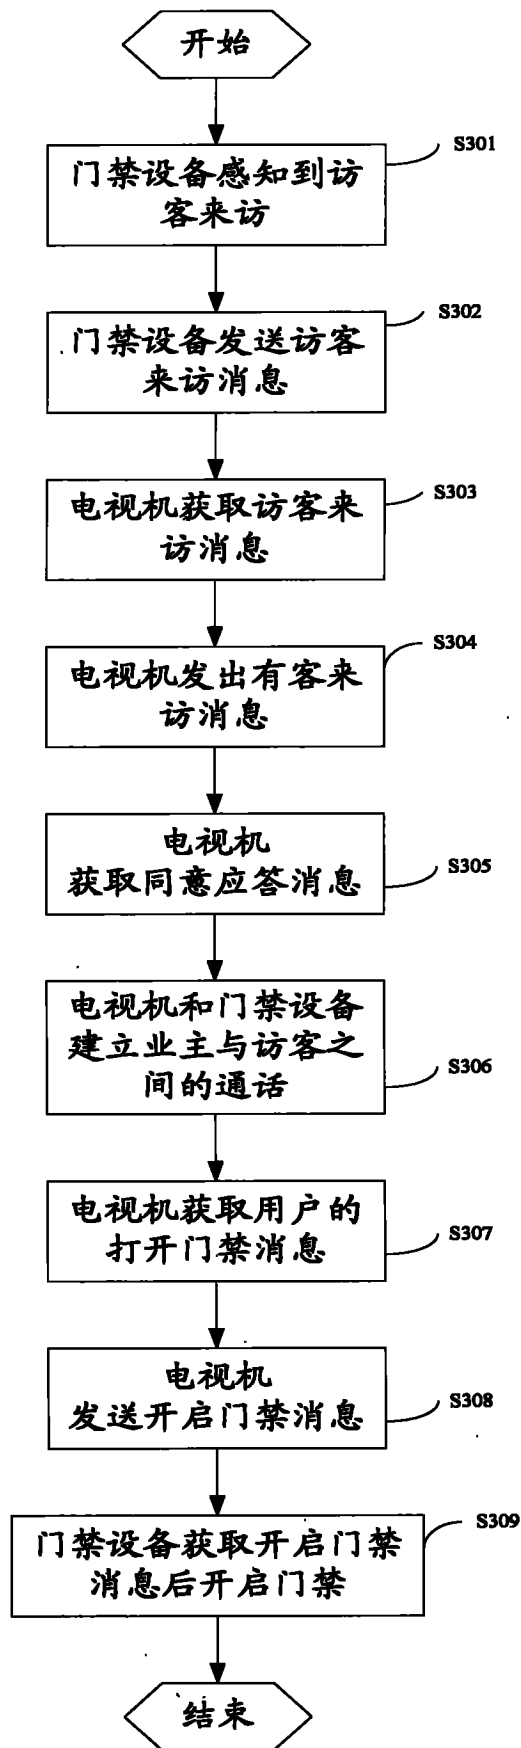 开始
S301
门禁设备感知到访
客来访
S302
门禁设备发送访客
来访消息
S303
电视机获取访客来
访消息
S304
电视机发出有客来
访消息
电视机
获取同意应答消息
S305
电视机和门禁设备
建立业主与访客之
间的通话
S306
电视机获取用户的
打开门禁消息
S307
电视机
发送开启门禁消息
S308
S309
门禁设备获取开启门禁
消息后开启门禁
结束